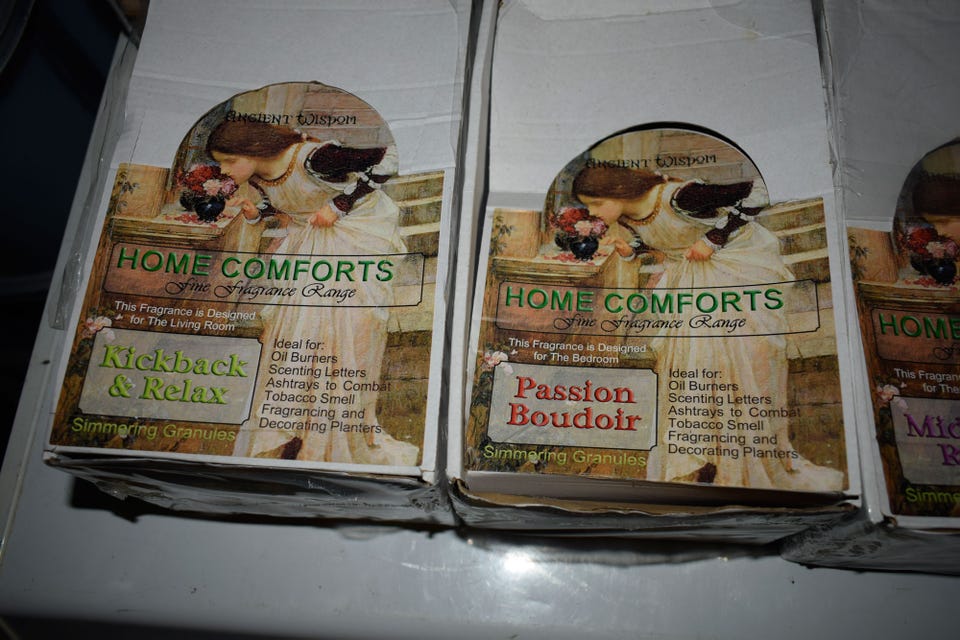 ANCIENT WISDOM
HOME COMFORTS
Fine Fragrance Range
This Fragrance is Designed
for The Living Room
Kickback
& Relax
Simmering Granules
Ideal for:
Oil Burners
Scenting Letters
Ashtrays to Combat
Tobacco Smell
Fragrancing and
Decorating Planters
ANCIENT WISDOM
HOME COMFORTS
Fine Fragrance Range
This Fragrance is Designed
for The Bedroom
Passion
Boudoir
Simmering Granules
Ideal for:
Oil Burners
Scenting Letters
Ashtrays to Combat
Tobacco Smell
Fragrancing and
Decorating Planters
HOME
This
for The